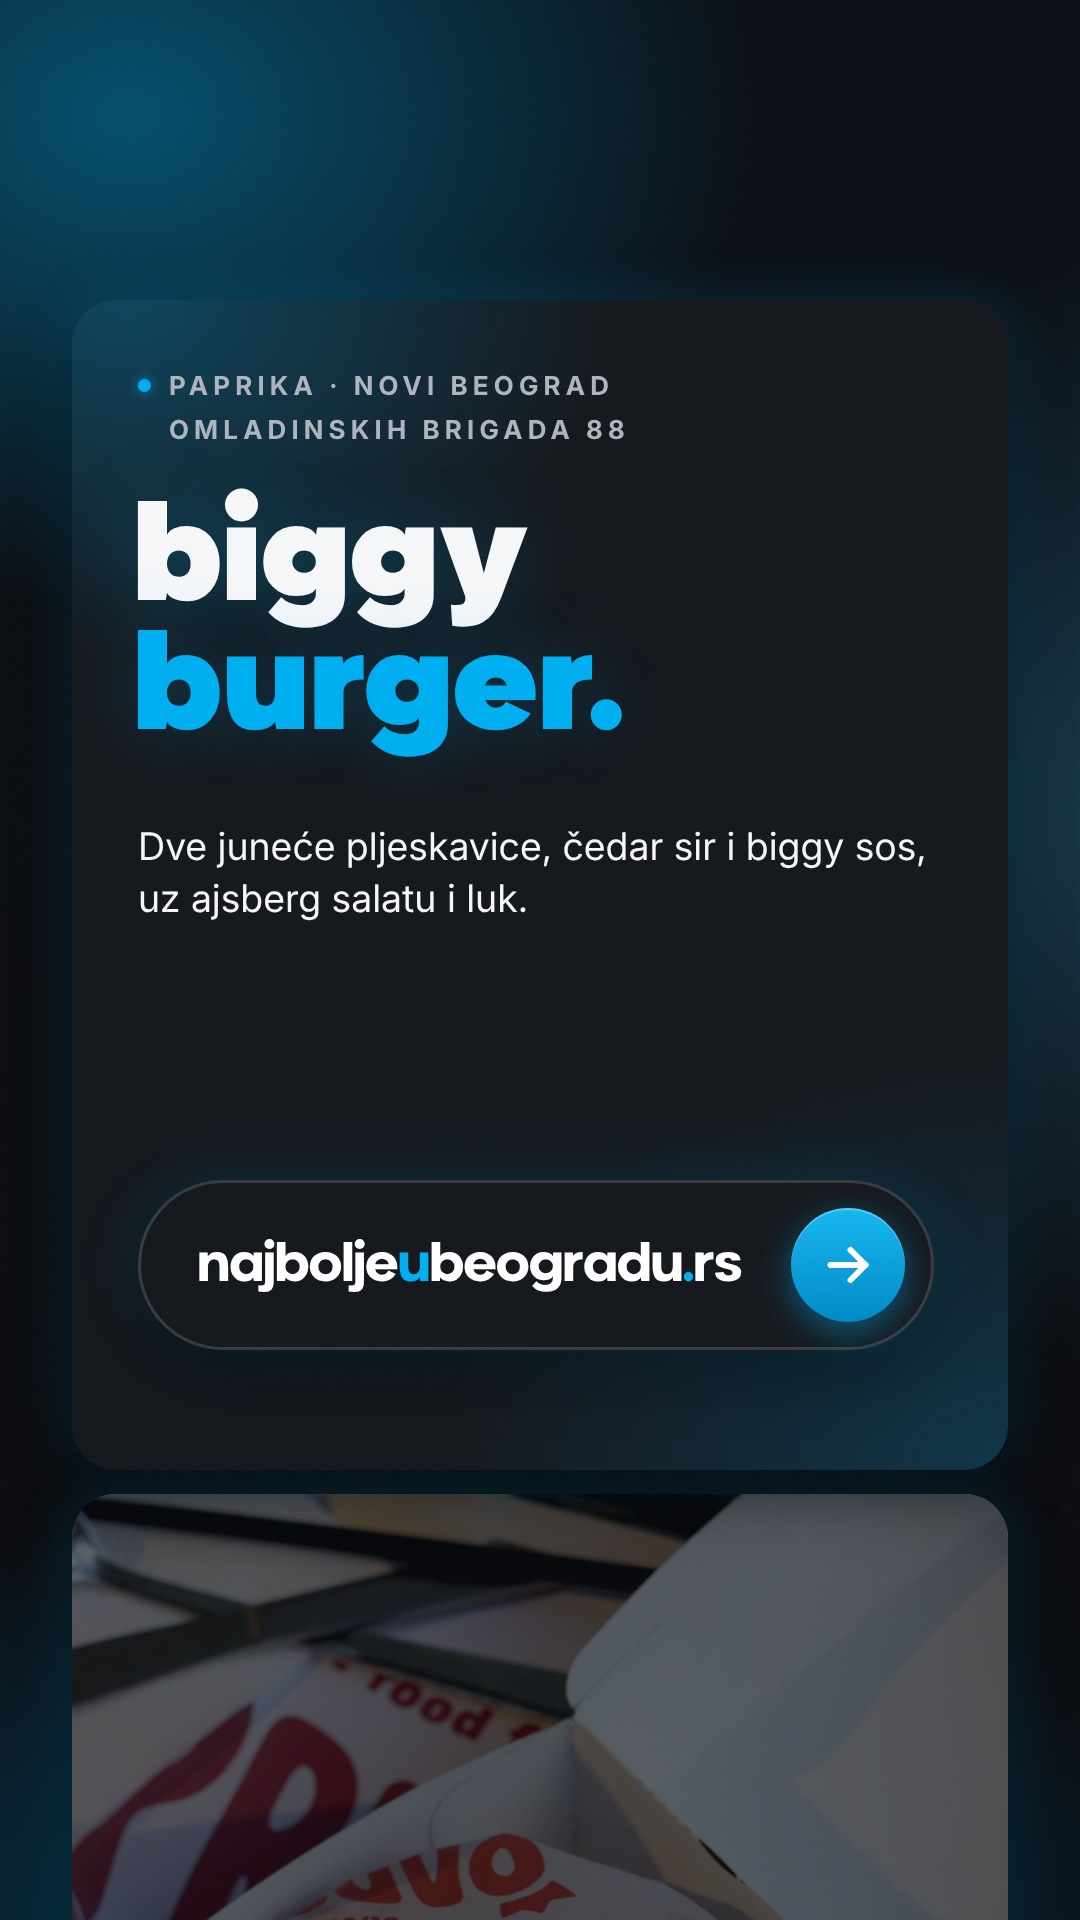 PAPRIKA · NOVI BEOGRAD
OMLADINSKIH BRIGADA 88
biggy
burger.
Dve juneće pljeskavice, čedar sir i biggy sos,
uz ajsberg salatu i luk.
najboljeubeogradu.rs